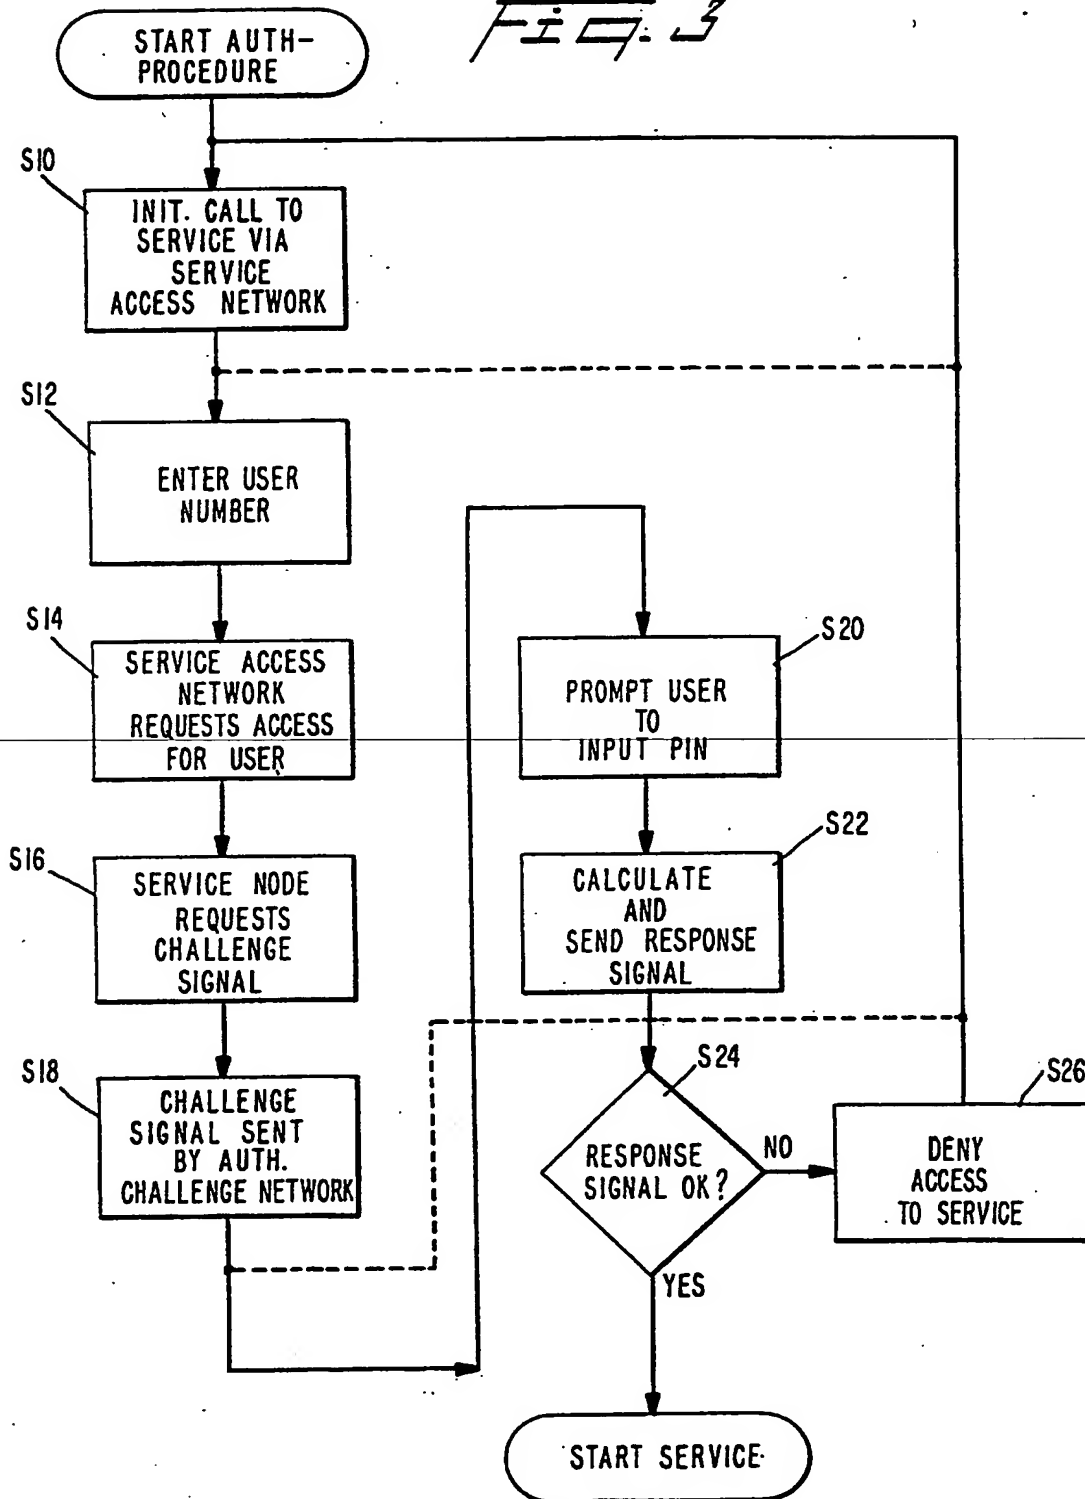 Fig. 3
START AUTH-
PROCEDURE
S10
INIT. CALL TO
SERVICE VIA
SERVICE
ACCESS NETWORK
S12
ENTER USER
NUMBER
S14
SERVICE ACCESS
NETWORK
REQUESTS ACCESS
FOR USER
S16
SERVICE NODE
REQUESTS
CHALLENGE
SIGNAL
S18
CHALLENGE
SIGNAL SENT
BY AUTH.
CHALLENGE NETWORK
S20
PROMPT USER
TO
INPUT PIN
S22
CALCULATE
AND
SEND RESPONSE
SIGNAL
S24
RESPONSE
SIGNAL OK?
NO
YES
S26
DENY
ACCESS
TO SERVICE
START SERVICE